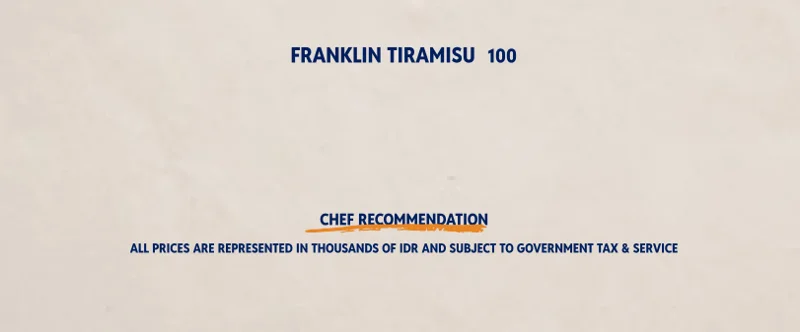 FRANKLIN TIRAMISU 100
CHEF RECOMMENDATION
ALL PRICES ARE REPRESENTED IN THOUSANDS OF IDR AND SUBJECT TO GOVERNMENT TAX & SERVICE